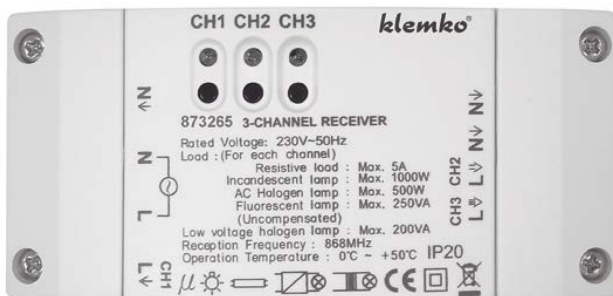 CH1 CH2 CH3
klemko®
873265 3-CHANNEL RECEIVER
Rated Voltage: 230V~50Hz
Load : (For each channel)
Resistive load : Max. 5A
Incandescent lamp : Max. 1000W
AC Halogen lamp : Max. 500W
Fluorescent lamp : Max. 250VA
(Uncompensated)
Low voltage halogen lamp : Max. 200VA
Reception Frequency : 868MHz
Operation Temperature : 0℃ ~ +50℃ IP20
μ CE
N
N
L
L CH1
N
N
L CH2
L CH3